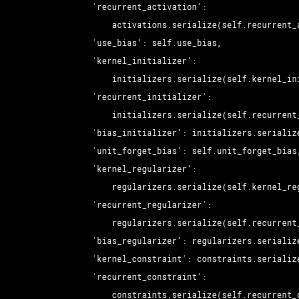 'recurrent_activation':
activations.serialize(self.recurrent_a
'use_bias': self.use_bias,
'kernel_initializer':
initializers.serialize(self.kernel_ini
'recurrent_initializer':
initializers.serialize(self.recurrent_
'bias_initializer': initializers.serialize
'unit_forget_bias': self.unit_forget_bias,
'kernel_regularizer':
regularizers.serialize(self.kernel_reg
'recurrent_regularizer':
regularizers.serialize(self.recurrent_
'bias_regularizer': regularizers.serialize
'kernel_constraint': constraints.serialize
'recurrent_constraint':
constraints.serialize(self.recurrent_c